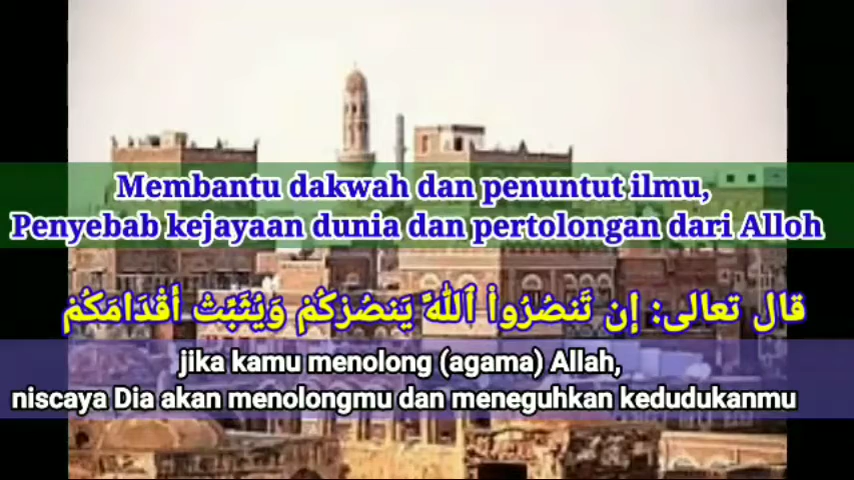 Membantu dakwah dan penuntut ilmu,
Penyebab kejayaan dunia dan pertolongan dari Alloh
قال تعالى: إن تَنصُرُوا۟ ٱللَّهَ يَنصُرْكُمْ وَيُثَبِّتْ أَقْدَامَكُمْ
jika kamu menolong (agama) Allah,
niscaya Dia akan menolongmu dan meneguhkan kedudukanmu